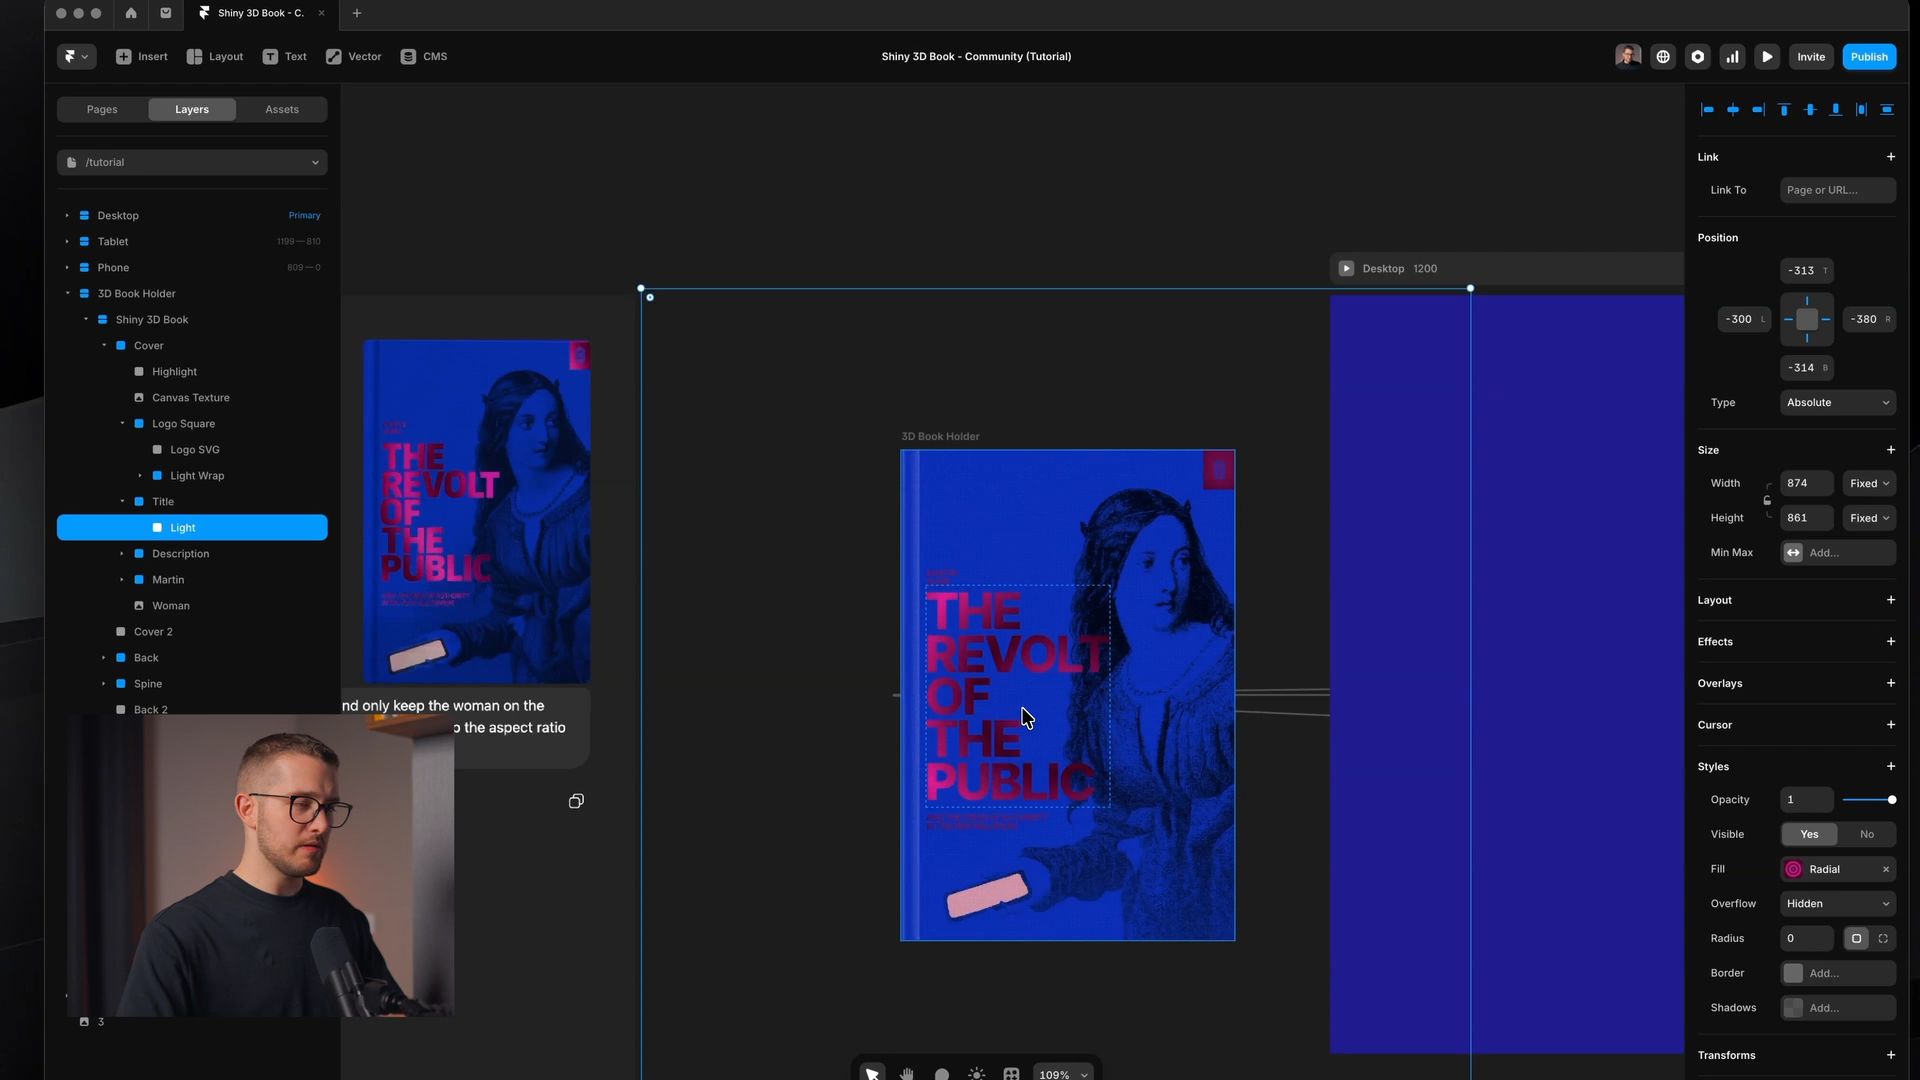 Shiny 3D Book - C.
Insert
Layout
Text
Vector
CMS
Shiny 3D Book - Community (Tutorial)
Invite
Publish
Pages
Layers
Assets
/tutorial
Desktop
Primary
Tablet
1199 — 810
Phone
809 — 0
3D Book Holder
Shiny 3D Book
Cover
Highlight
Canvas Texture
Logo Square
Logo SVG
Light Wrap
Title
Light
Description
Martin
Woman
Cover 2
Back
Spine
Back 2
3
THE
REVOLT
OF
THE
PUBLIC
nd only keep the woman on the
p the aspect ratio
3D Book Holder
THE
REVOLT
OF
THE
PUBLIC
Desktop 1200
109%
Link
Link To
Page or URL...
Position
-313 T
-300 L
-380 R
-314 B
Type
Absolute
Size
Width
874
Fixed
Height
861
Fixed
Min Max
Add...
Layout
Effects
Overlays
Cursor
Styles
Opacity
1
Visible
Yes
No
Fill
Radial
Overflow
Hidden
Radius
0
Border
Add...
Shadows
Add...
Transforms